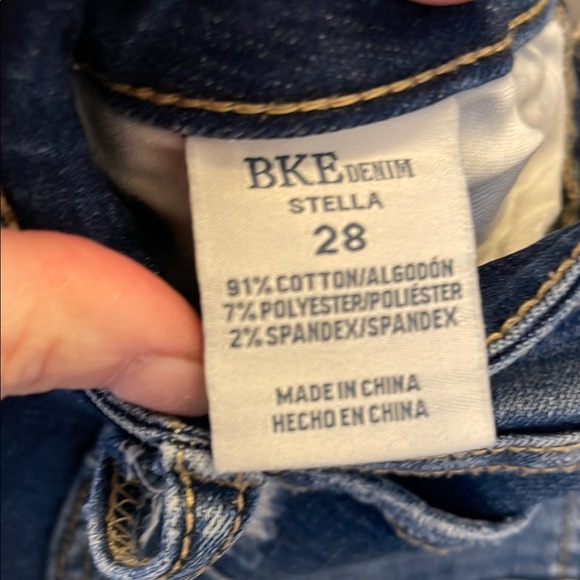 BKE DENIM
STELLA
28
91% COTTON/ALGODÓN
7% POLYESTER/POLIÉSTER
2% SPANDEX/SPANDEX
MADE IN CHINA
HECHO EN CHINA